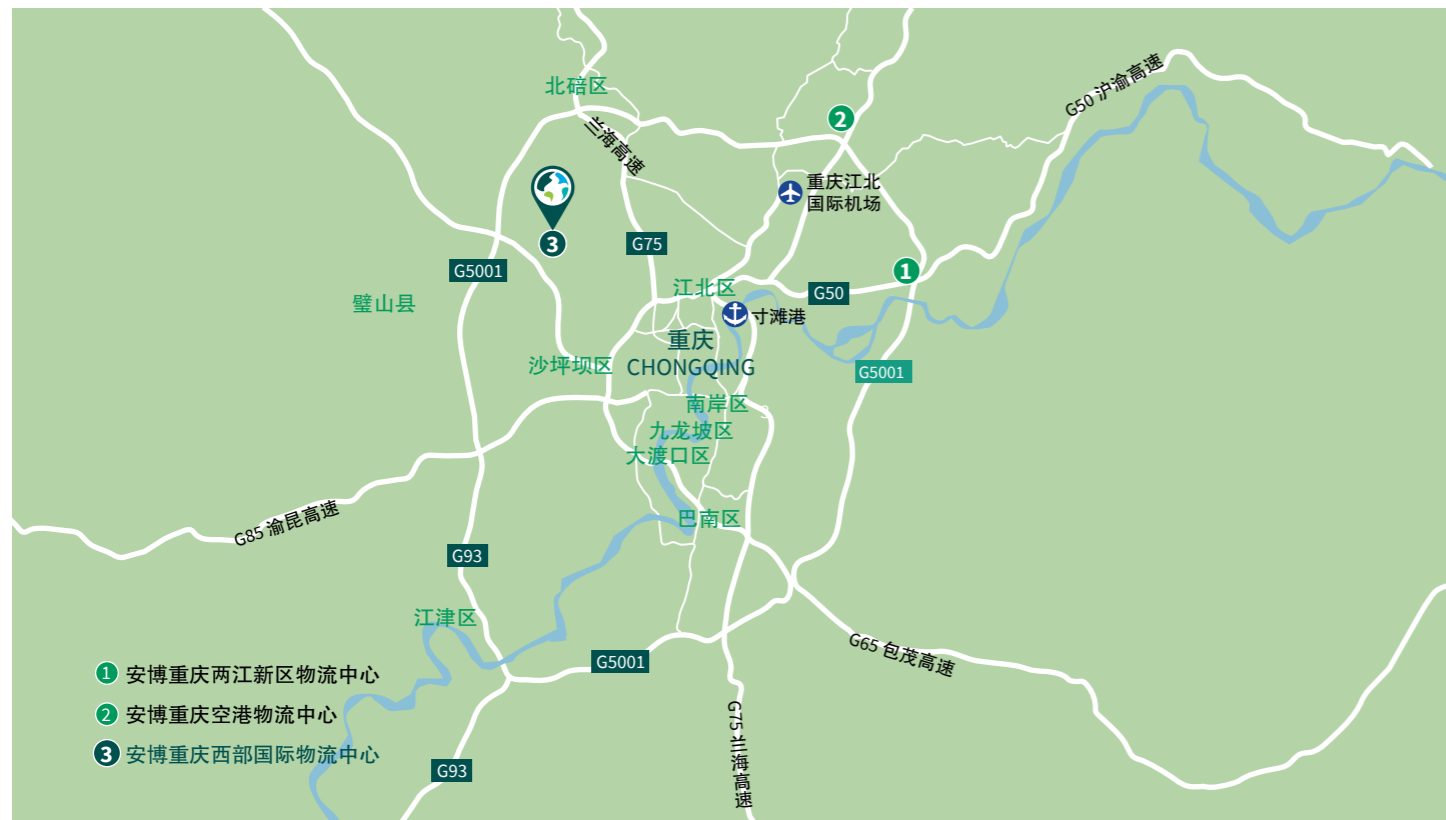 北碚区
兰海高速
G50 沪渝高速
2
重庆江北
国际机场
3
G75
G5001
1
璧山县
江北区
G50
寸滩港
重庆
CHONGQING
沙坪坝区
G5001
南岸区
3
九龙坡区
大渡口区
巴南区
G85 渝昆高速
G93
江津区
G65 包茂高速
G5001
G75 兰海高速
G93
1 安博重庆两江新区物流中心
2 安博重庆空港物流中心
3 安博重庆西部国际物流中心